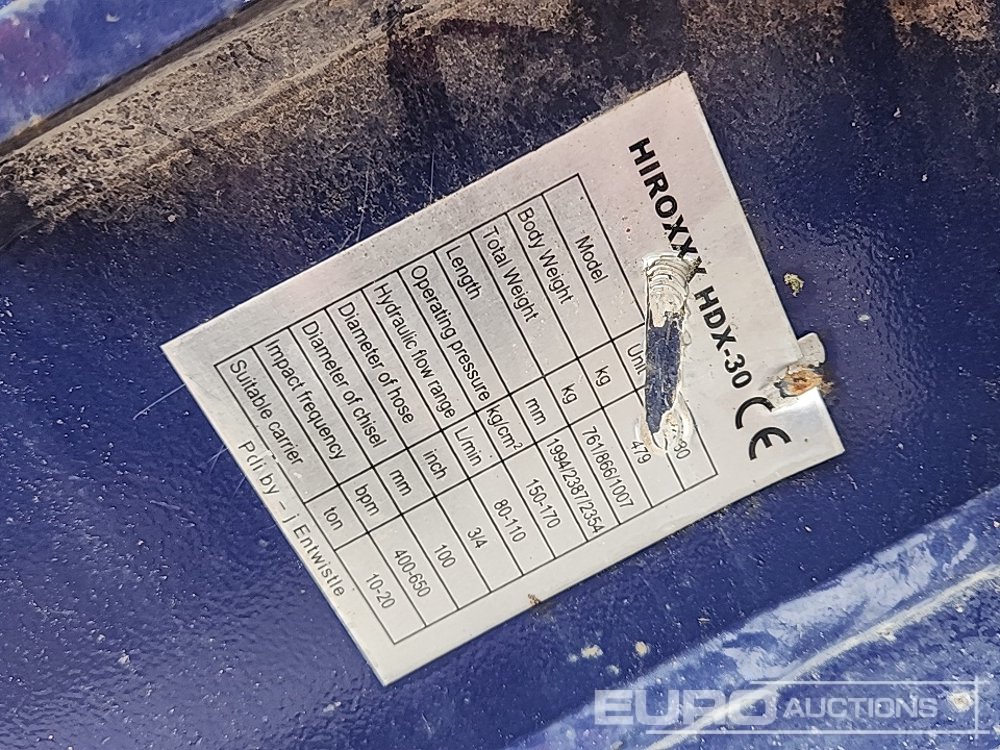 HIROXXX HDX-30 CE
Model Unit
Body Weight kg 479
Total Weight kg 761/866/1007
Length mm 1994/2387/2354
Operating pressure kg/cm² 150-170
Hydraulic flow range L/min 80-110
Diameter of hose inch 3/4
Diameter of chisel mm 100
Impact frequency bpm 400-650
Suitable carrier ton 10-20
Pdi by – j Entwistle
EURO AUCTIONS